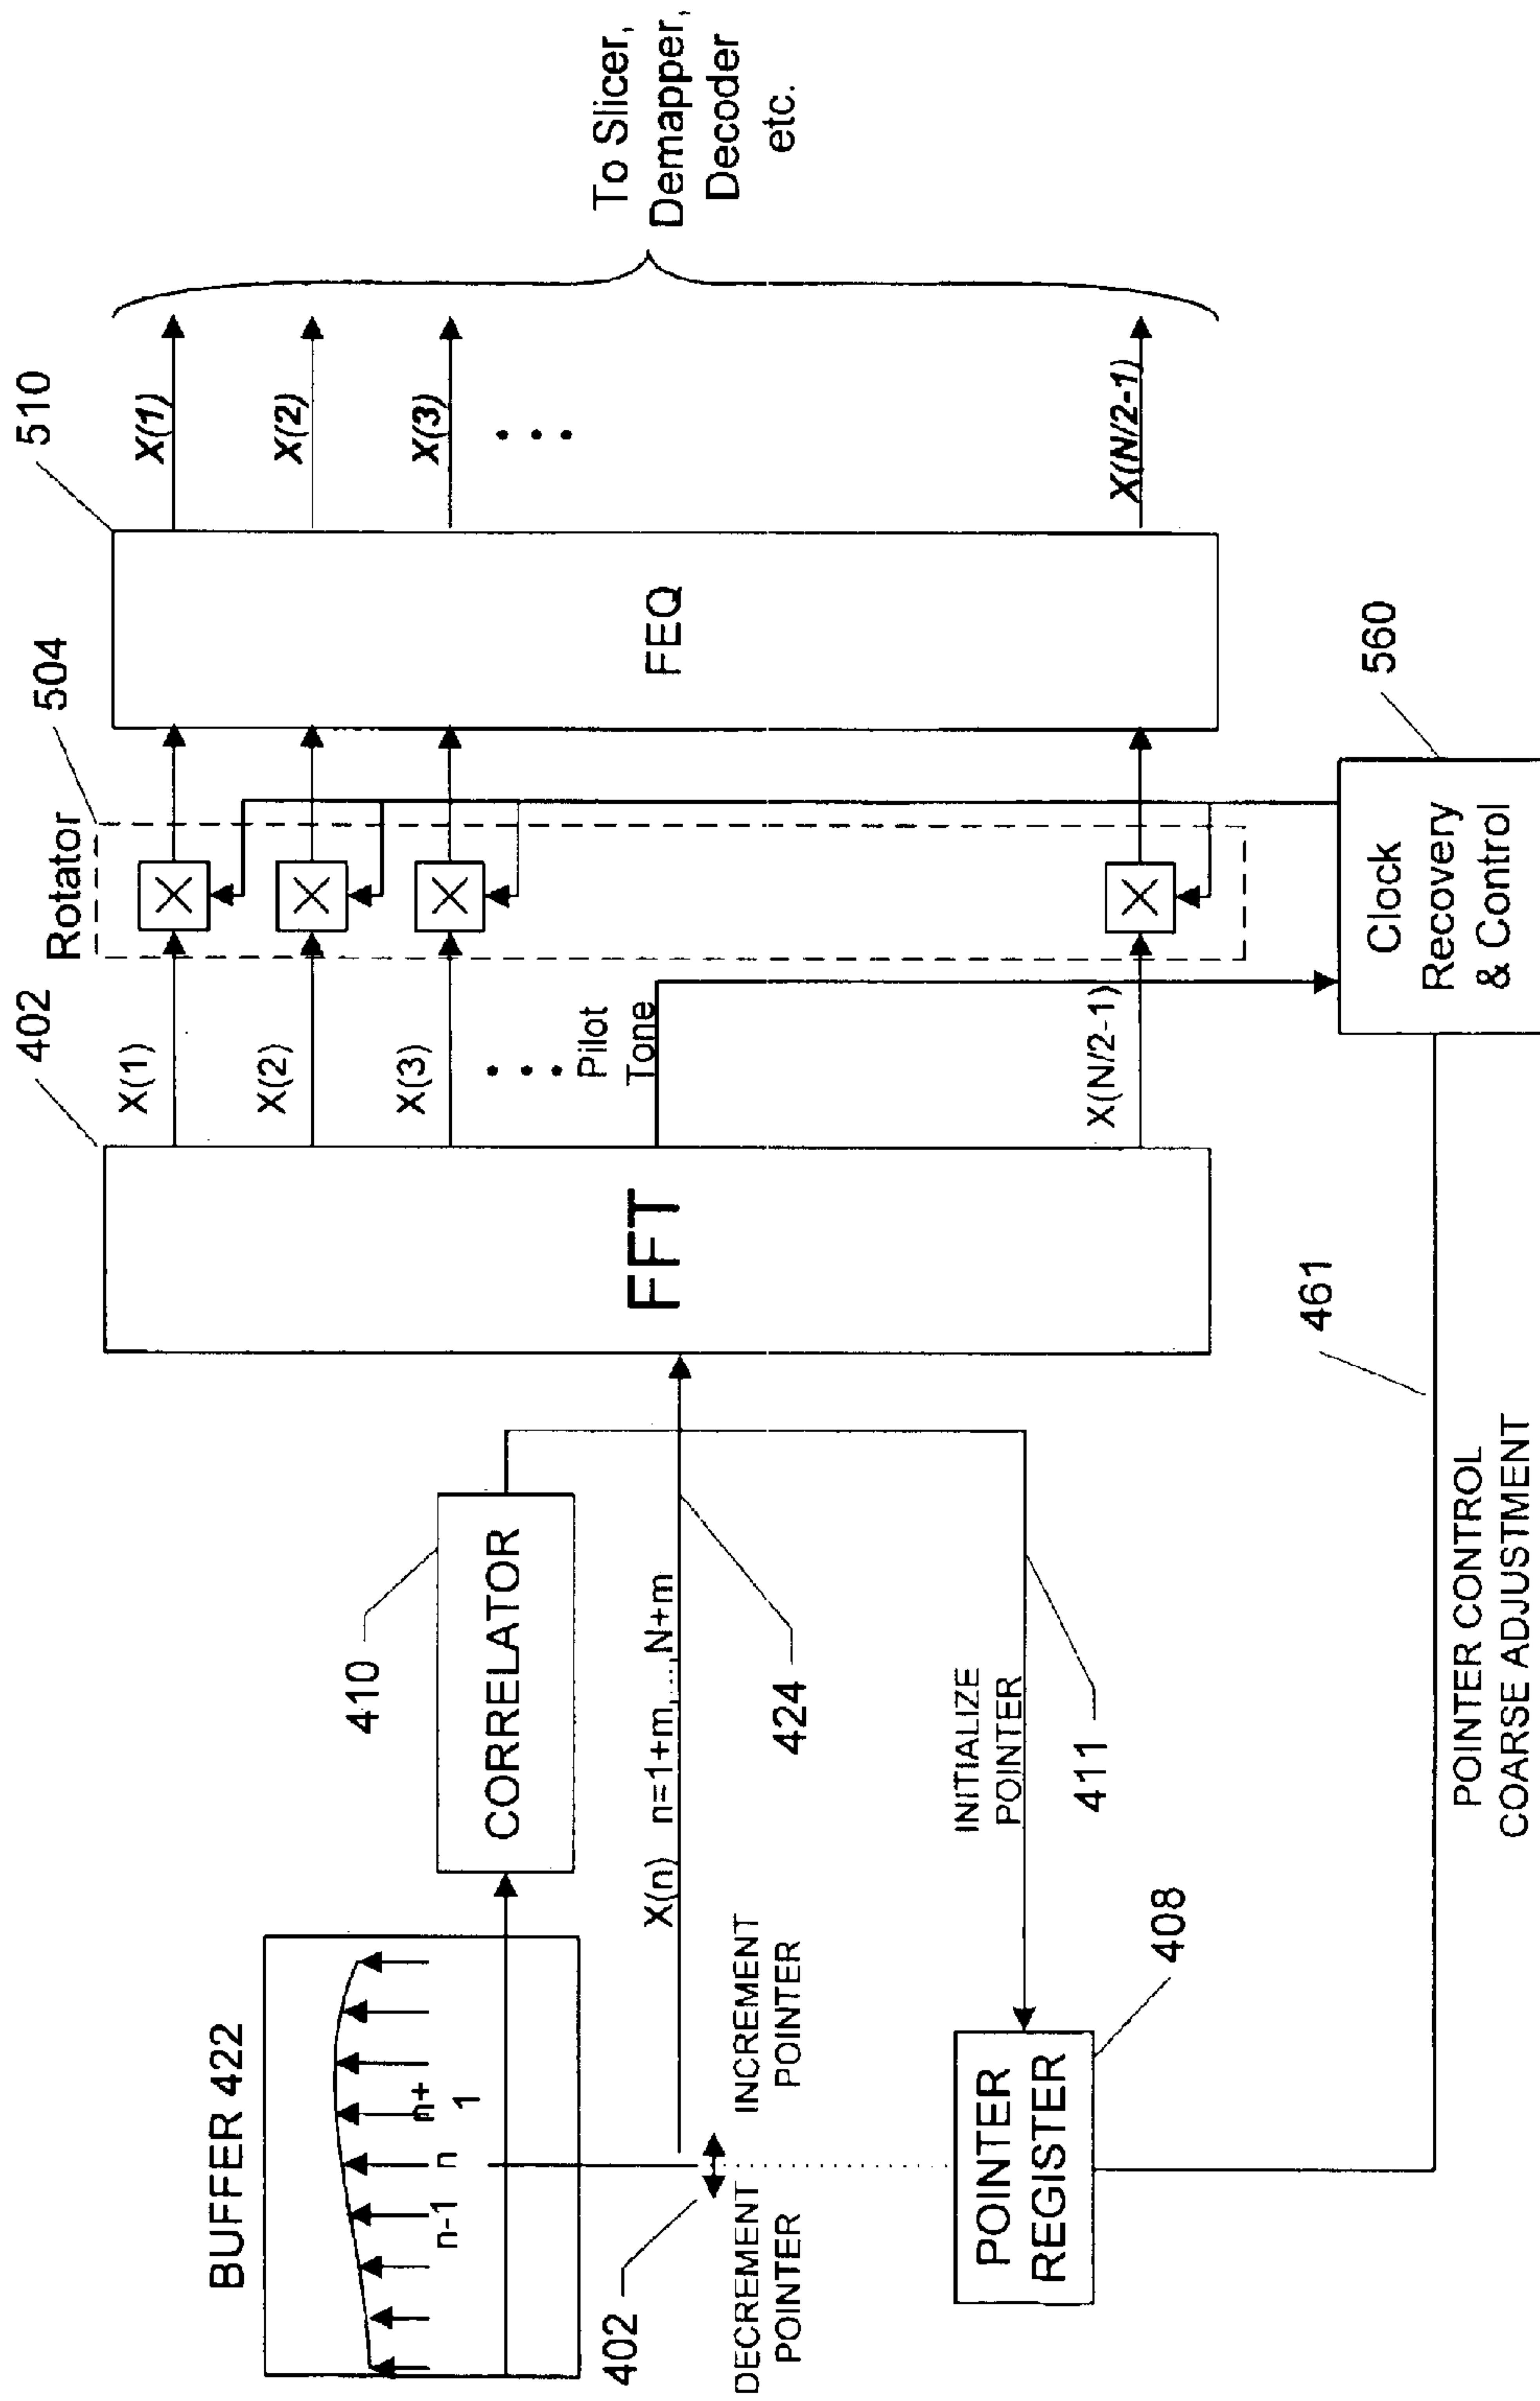 BUFFER 422
n-1
n
n+
1
410
CORRELATOR
402
DECREMENT
POINTER
INCREMENT
POINTER
X(n) n=1+m,...,N+m
424
INITIALIZE
POINTER
411
POINTER
REGISTER
408
POINTER CONTROL
COARSE ADJUSTMENT
461
402
FFT
X(1)
X(2)
X(3)
• • •
Pilot
Tone
X(N/2-1)
Rotator
504
X
X
X
X
Clock
Recovery
& Control
560
510
FEQ
X(1)
X(2)
X(3)
• • •
X(N/2-1)
To Slicer,
Demapper,
Decoder
etc.